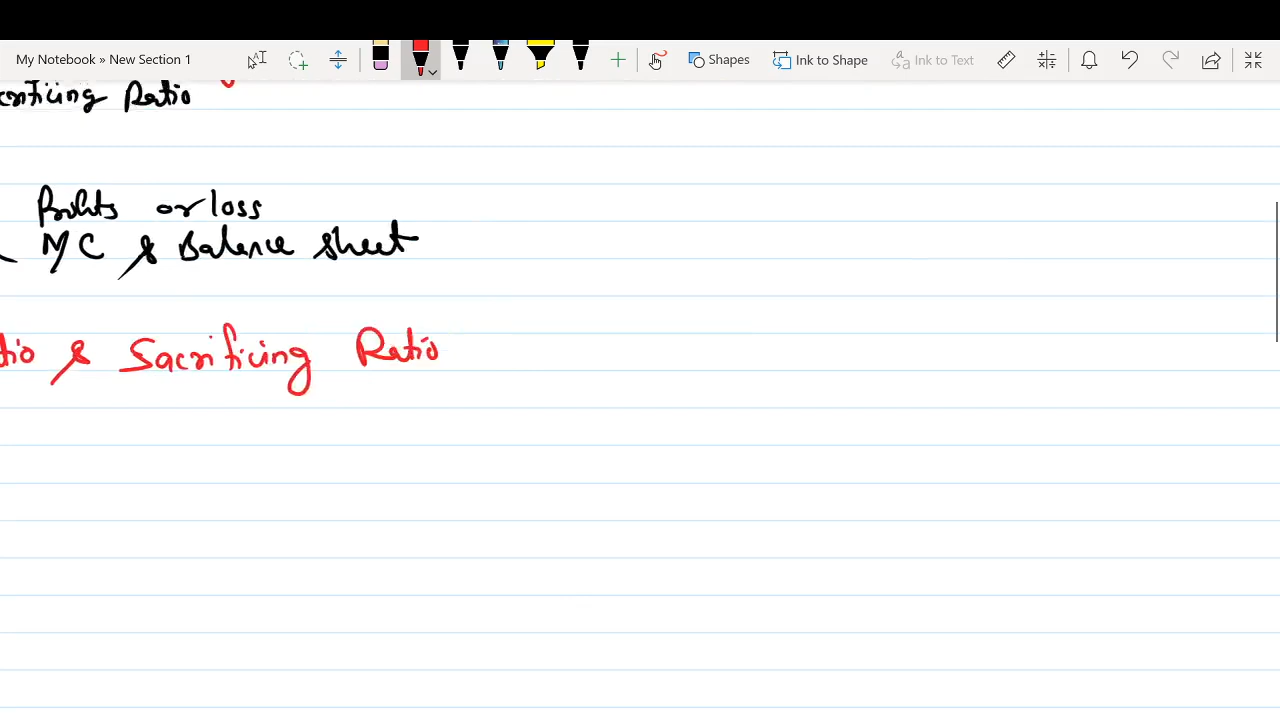 My Notebook » New Section 1
Shapes
Ink to Shape
Ink to Text
crificing Ratio
Profits or loss
& Balance sheet
tio & Sacrificing Ratio